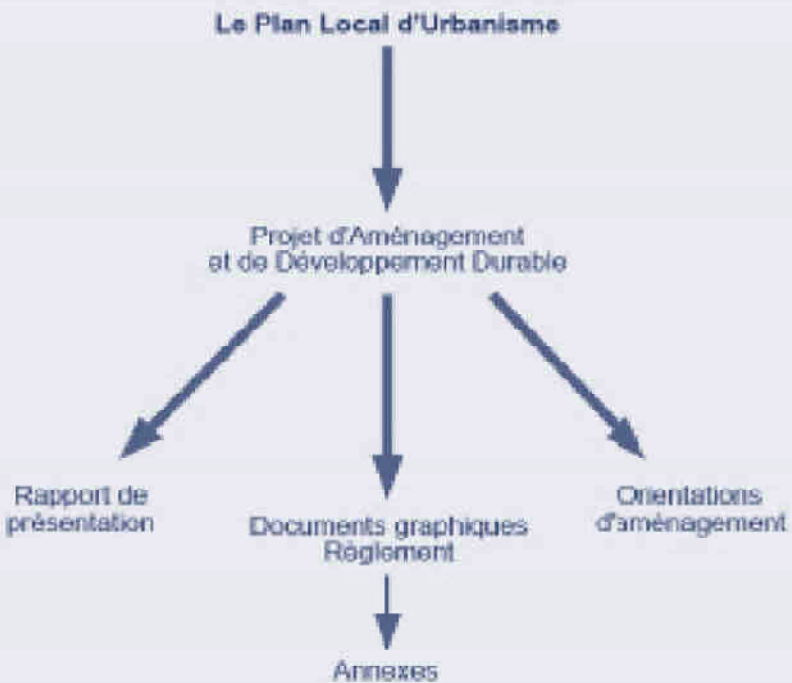 Le Plan Local d'Urbanisme
Projet d'Aménagement
et de Développement Durable
Rapport de
présentation
Documents graphiques
Règlement
Orientations
d'aménagement
Annexes